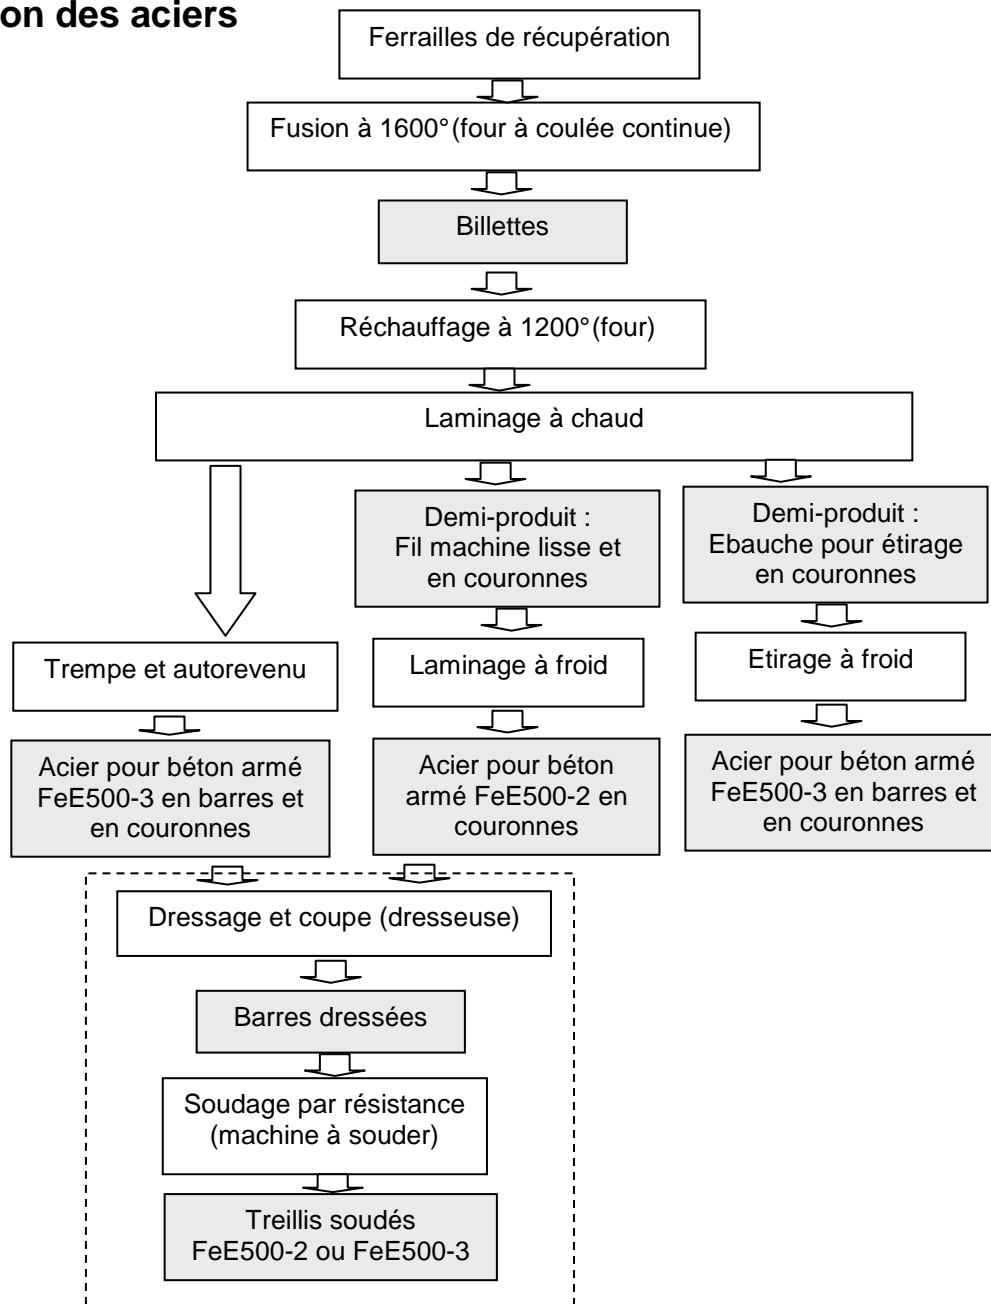 on des aciers
Ferrailles de récupération
Fusion à 1600° (four à coulée continue)
Billettes
Réchauffage à 1200° (four)
Laminage à chaud
Demi-produit :
Fil machine lisse et
en couronnes
Demi-produit :
Ebauche pour étirage
en couronnes
Trempe et autorevenu
Laminage à froid
Etirage à froid
Acier pour béton armé
FeE500-3 en barres et
en couronnes
Acier pour béton
armé FeE500-2 en
couronnes
Acier pour béton armé
FeE500-3 en barres et
en couronnes
Dressage et coupe (dresseuse)
Barres dressées
Soudage par résistance
(machine à souder)
Treillis soudés
FeE500-2 ou FeE500-3